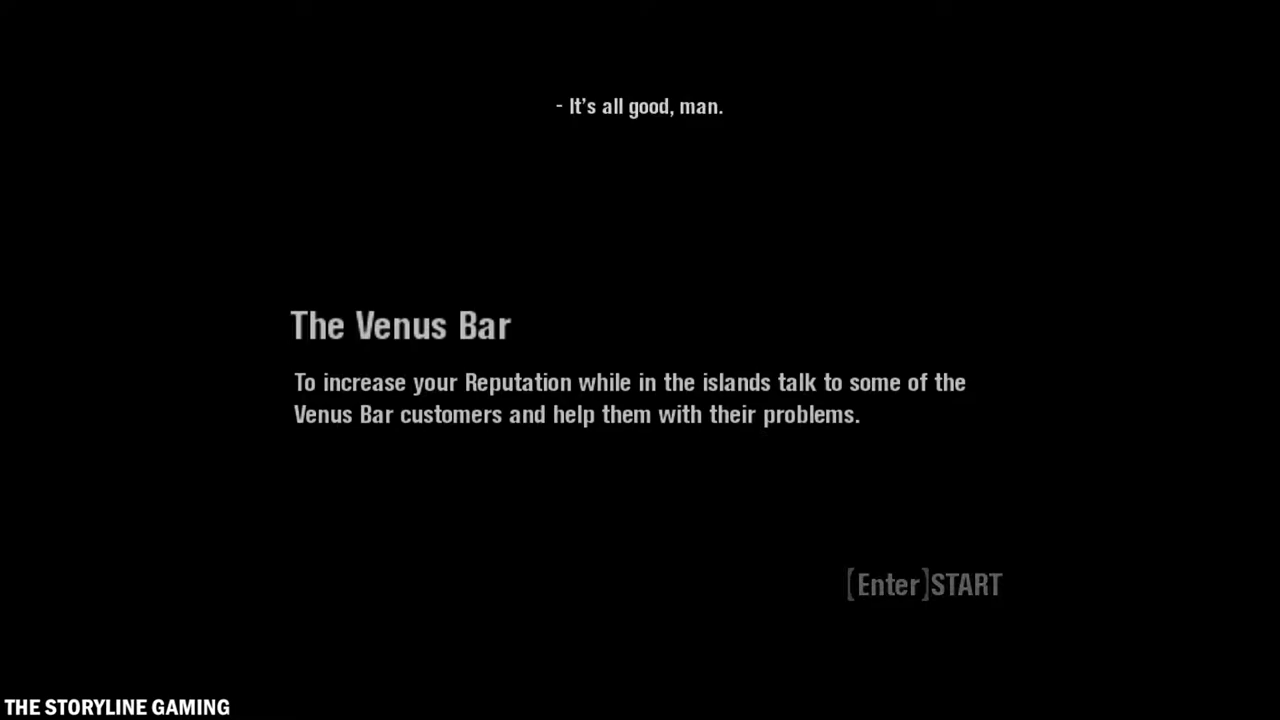 - It's all good, man.
The Venus Bar
To increase your Reputation while in the islands talk to some of the
Venus Bar customers and help them with their problems.
[Enter]START
THE STORYLINE GAMING